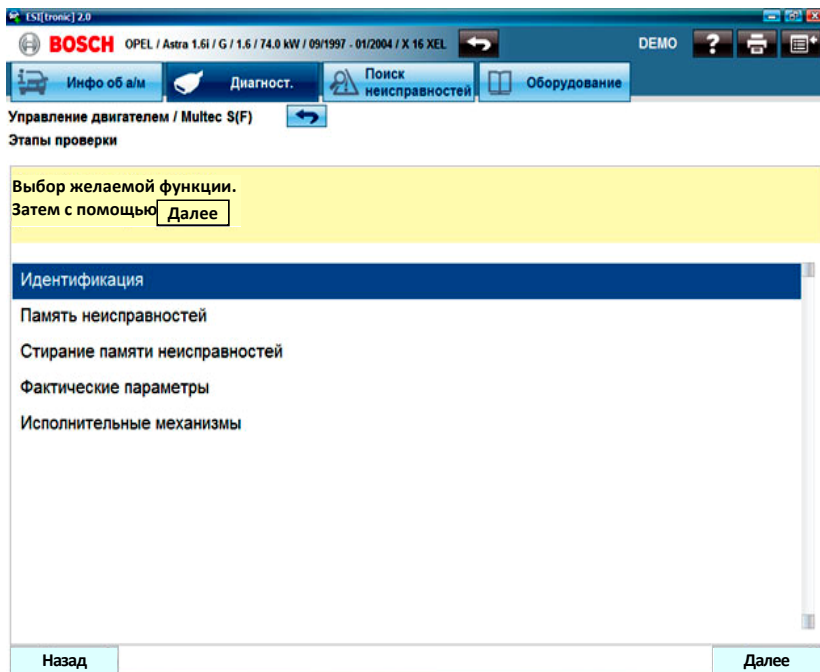 ESI[tronic] 2.0
BOSCH OPEL / Astra 1.6i / G / 1.6 / 74.0 kW / 09/1997 - 01/2004 / X 16 XEL DEMO ?
Инфо об а/м Диагност. Поиск неисправностей Оборудование
Управление двигателем / Multec S(F)
Этапы проверки
Выбор желаемой функции.
Затем с помощью Далее
Идентификация
Память неисправностей
Стирание памяти неисправностей
Фактические параметры
Исполнительные механизмы
Назад Далее